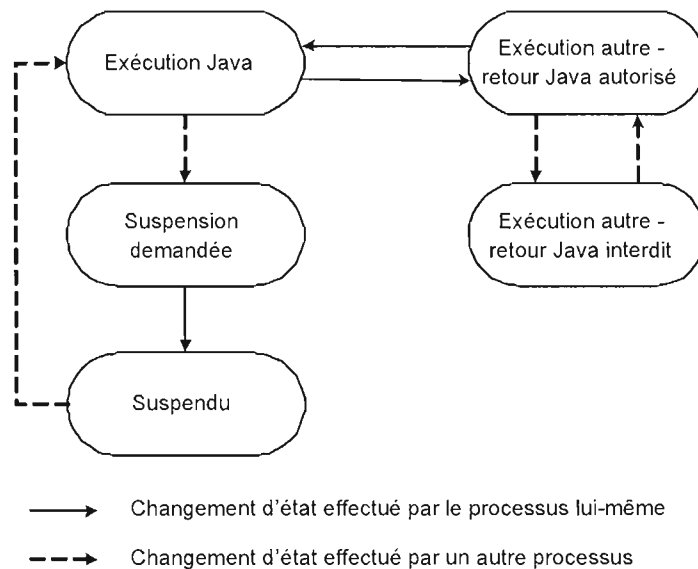 Exécution Java
Exécution autre -
retour Java autorisé
Suspension
demandée
Exécution autre -
retour Java interdit
Suspendu
Changement d'état effectué par le processus lui-même
Changement d'état effectué par un autre processus